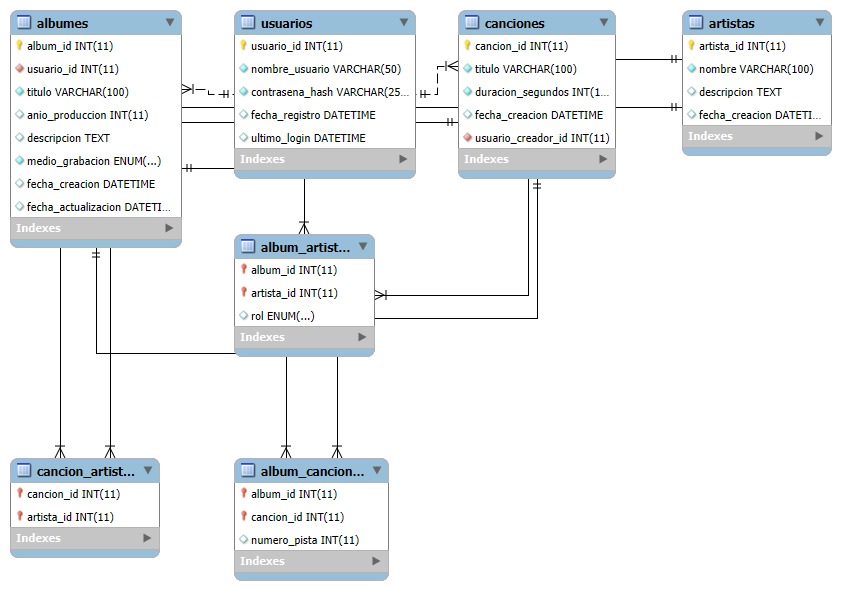 albumes
album_id INT(11)
usuario_id INT(11)
titulo VARCHAR(100)
anio_produccion INT(11)
descripcion TEXT
medio_grabacion ENUM(...)
fecha_creacion DATETIME
fecha_actualizacion DATETI...
Indexes
usuarios
usuario_id INT(11)
nombre_usuario VARCHAR(50)
contrasena_hash VARCHAR(25...
fecha_registro DATETIME
ultimo_login DATETIME
Indexes
canciones
cancion_id INT(11)
titulo VARCHAR(100)
duracion_segundos INT(1...
fecha_creacion DATETIME
usuario_creador_id INT(11)
Indexes
artistas
artista_id INT(11)
nombre VARCHAR(100)
descripcion TEXT
fecha_creacion DATETI...
Indexes
album_artist...
album_id INT(11)
artista_id INT(11)
rol ENUM(...)
Indexes
cancion_artist...
cancion_id INT(11)
artista_id INT(11)
Indexes
album_cancion...
album_id INT(11)
cancion_id INT(11)
numero_pista INT(11)
Indexes